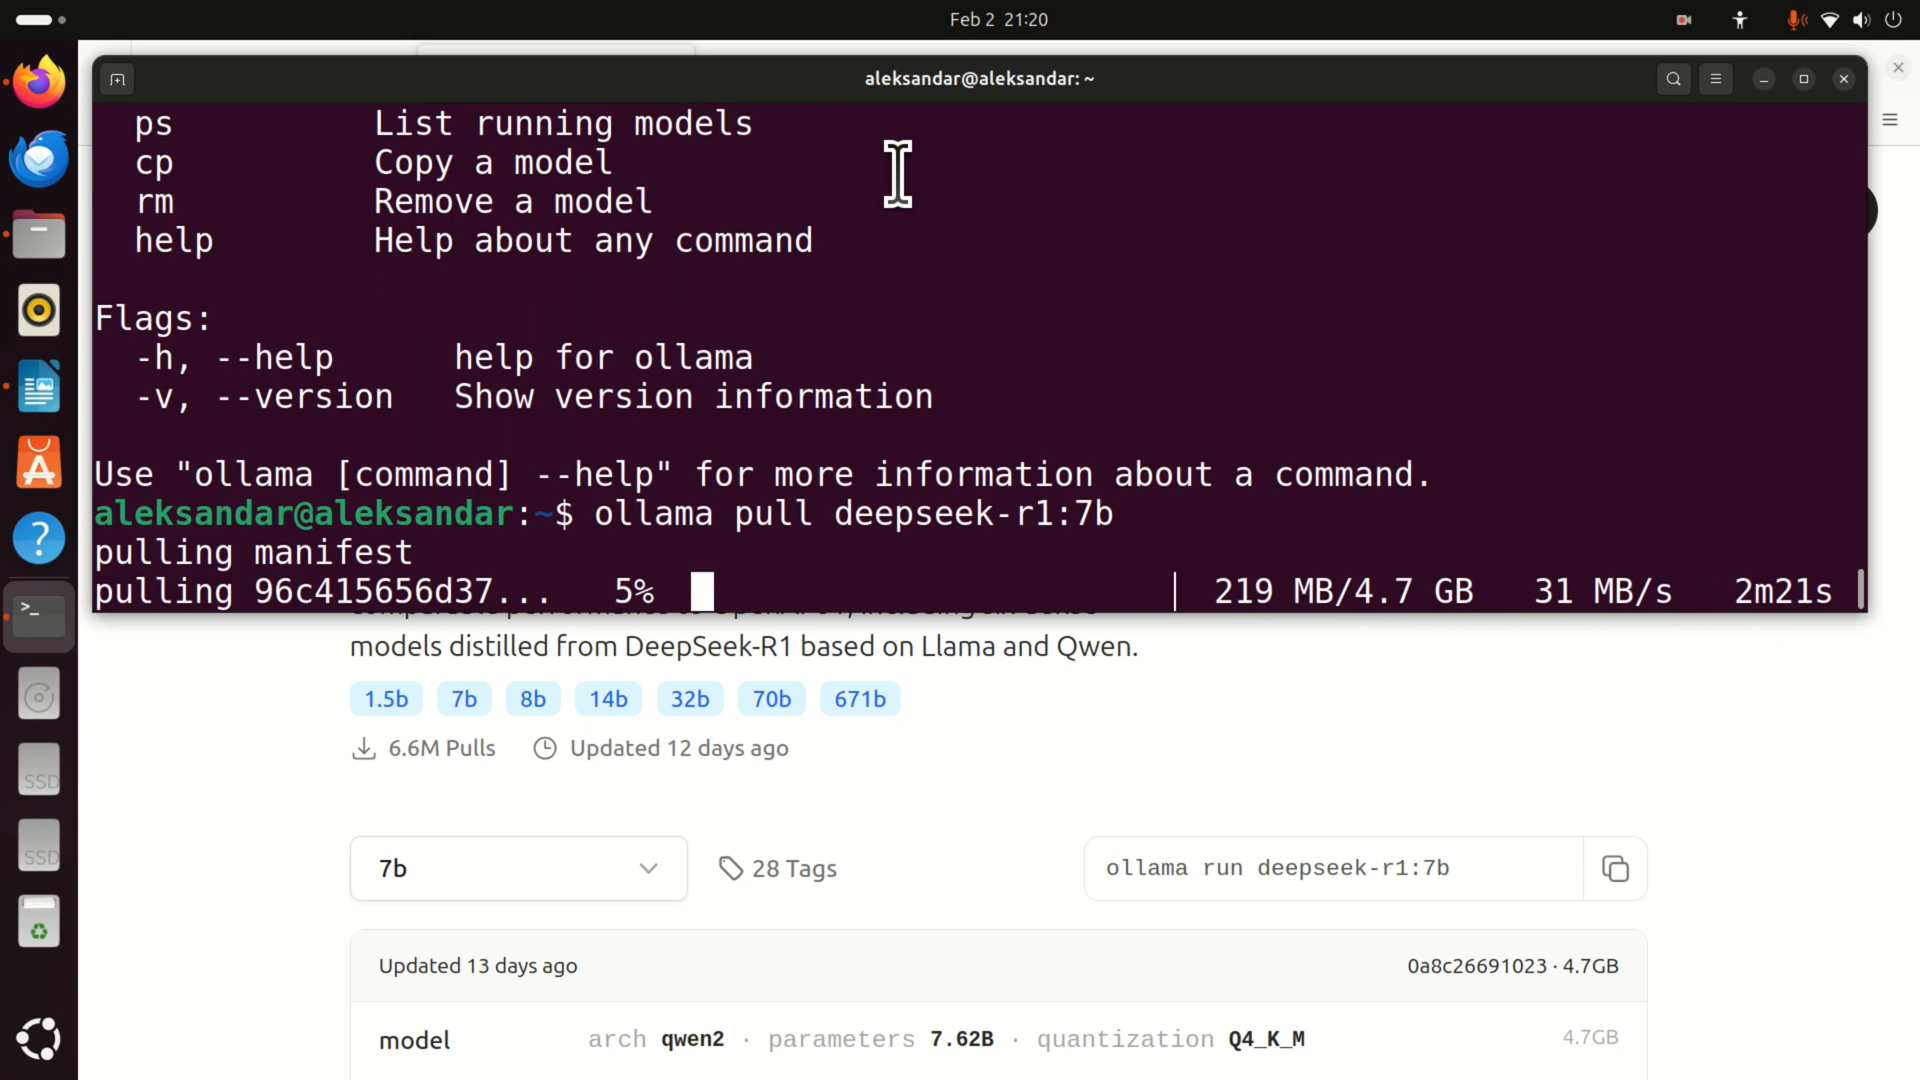 Feb 2 21:20
aleksandar@aleksandar: ~
ps List running models
cp Copy a model
rm Remove a model
help Help about any command
Flags:
-h, --help help for ollama
-v, --version Show version information
Use "ollama [command] --help" for more information about a command.
aleksandar@aleksandar:~$ ollama pull deepseek-r1:7b
pulling manifest
pulling 96c415656d37... 5% | 219 MB/4.7 GB 31 MB/s 2m21s
models distilled from DeepSeek-R1 based on Llama and Qwen.
1.5b 7b 8b 14b 32b 70b 671b
6.6M Pulls Updated 12 days ago
7b 28 Tags ollama run deepseek-r1:7b
Updated 13 days ago 0a8c26691023 · 4.7GB
model arch qwen2 · parameters 7.62B · quantization Q4_K_M 4.7GB
SSD
SSD